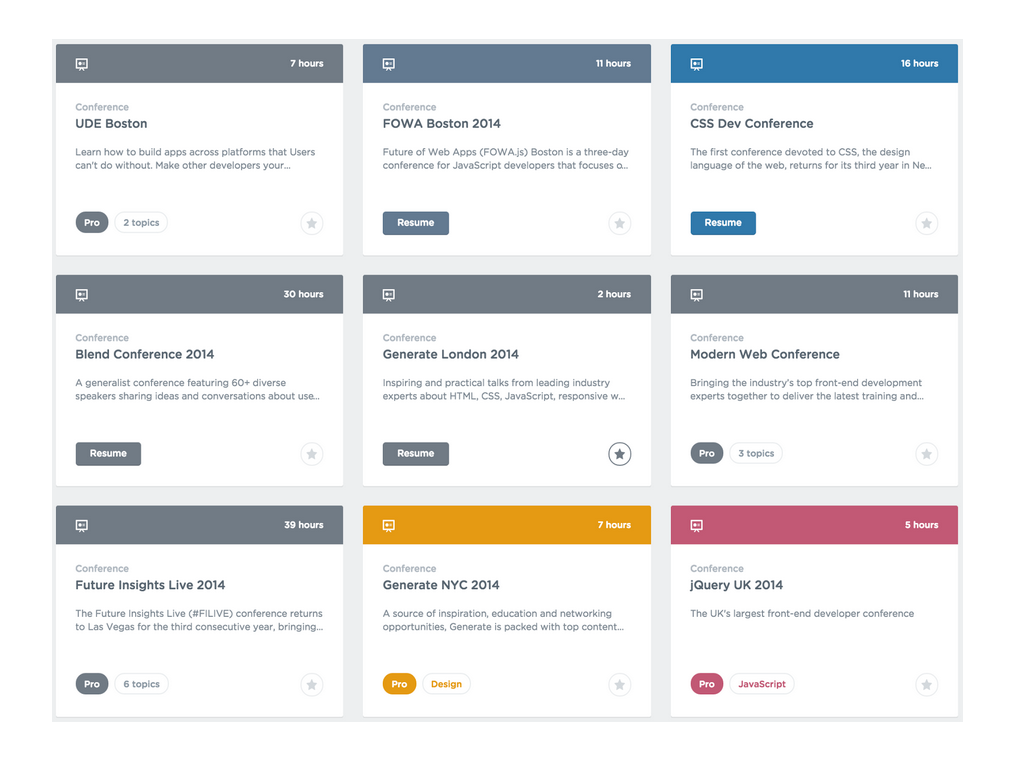 7 hours
Conference
UDE Boston
Learn how to build apps across platforms that Users
can't do without. Make other developers your...
Pro
2 topics
11 hours
Conference
FOWA Boston 2014
Future of Web Apps (FOWA.js) Boston is a three-day
conference for JavaScript developers that focuses o...
Resume
16 hours
Conference
CSS Dev Conference
The first conference devoted to CSS, the design
language of the web, returns for its third year in Ne...
Resume
30 hours
Conference
Blend Conference 2014
A generalist conference featuring 60+ diverse
speakers sharing ideas and conversations about use...
Resume
2 hours
Conference
Generate London 2014
Inspiring and practical talks from leading industry
experts about HTML, CSS, JavaScript, responsive w...
Resume
11 hours
Conference
Modern Web Conference
Bringing the industry's top front-end development
experts together to deliver the latest training and...
Pro
3 topics
39 hours
Conference
Future Insights Live 2014
The Future Insights Live (#FILIVE) conference returns
to Las Vegas for the third consecutive year, bringing...
Pro
6 topics
7 hours
Conference
Generate NYC 2014
A source of inspiration, education and networking
opportunities, Generate is packed with top content...
Pro
Design
5 hours
Conference
jQuery UK 2014
The UK's largest front-end developer conference
Pro
JavaScript